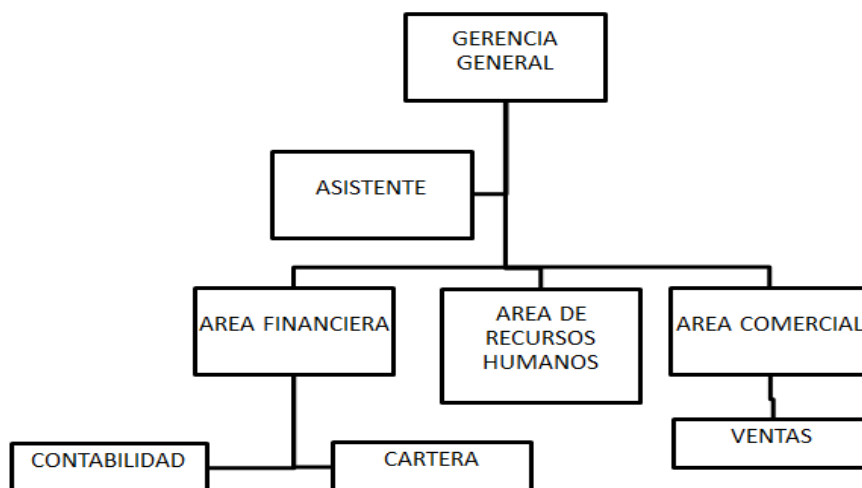 GERENCIA
GENERAL
ASISTENTE
AREA FINANCIERA
AREA DE
RECURSOS
HUMANOS
AREA COMERCIAL
CONTABILIDAD
CARTERA
VENTAS